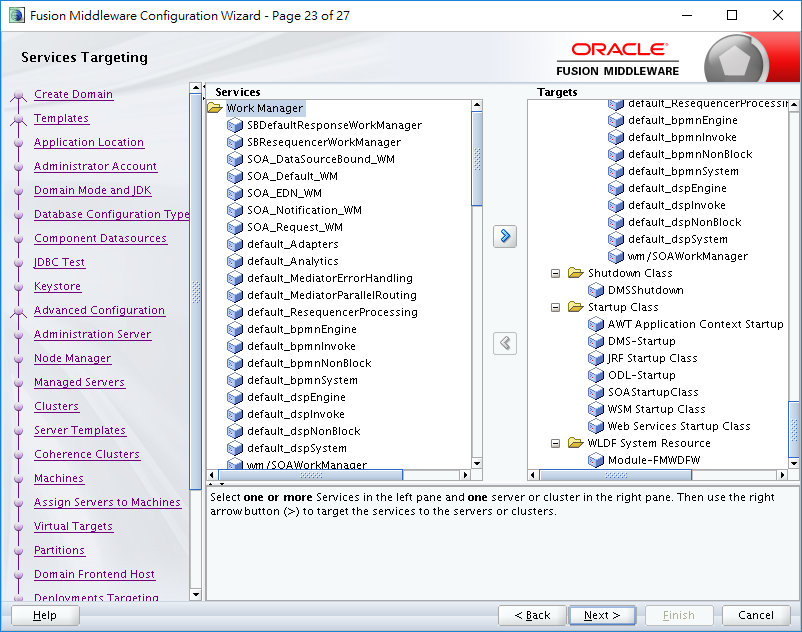 Fusion Middleware Configuration Wizard - Page 23 of 27
Services Targeting
ORACLE
FUSION MIDDLEWARE
Create Domain
Templates
Application Location
Administrator Account
Domain Mode and JDK
Database Configuration Type
Component Datasources
JDBC Test
Keystore
Advanced Configuration
Administration Server
Node Manager
Managed Servers
Clusters
Server Templates
Coherence Clusters
Machines
Assign Servers to Machines
Virtual Targets
Partitions
Domain Frontend Host
Deployments Targeting
Services
Work Manager
SBDefaultResponseWorkManager
SBResequencerWorkManager
SOA_DataSourceBound_WM
SOA_Default_WM
SOA_EDN_WM
SOA_Notification_WM
SOA_Request_WM
default_Adapters
default_Analytics
default_MediatorErrorHandling
default_MediatorParallelRouting
default_ResequencerProcessing
default_bpmnEngine
default_bpmnInvoke
default_bpmnNonBlock
default_bpmnSystem
default_dspEngine
default_dspInvoke
default_dspNonBlock
default_dspSystem
wm/SOAWorkManager
Targets
default_ResequencerProcessin
default_bpmnEngine
default_bpmnInvoke
default_bpmnNonBlock
default_bpmnSystem
default_dspEngine
default_dspInvoke
default_dspNonBlock
default_dspSystem
wm/SOAWorkManager
Shutdown Class
DMSShutdown
Startup Class
AWT Application Context Startup
DMS-Startup
JRF Startup Class
ODL-Startup
SOAStartupClass
WSM Startup Class
Web Services Startup Class
WLDF System Resource
Module-FMWDFW
Select one or more Services in the left pane and one server or cluster in the right pane. Then use the right
arrow button (>) to target the services to the servers or clusters.
Help
< Back
Next >
Finish
Cancel